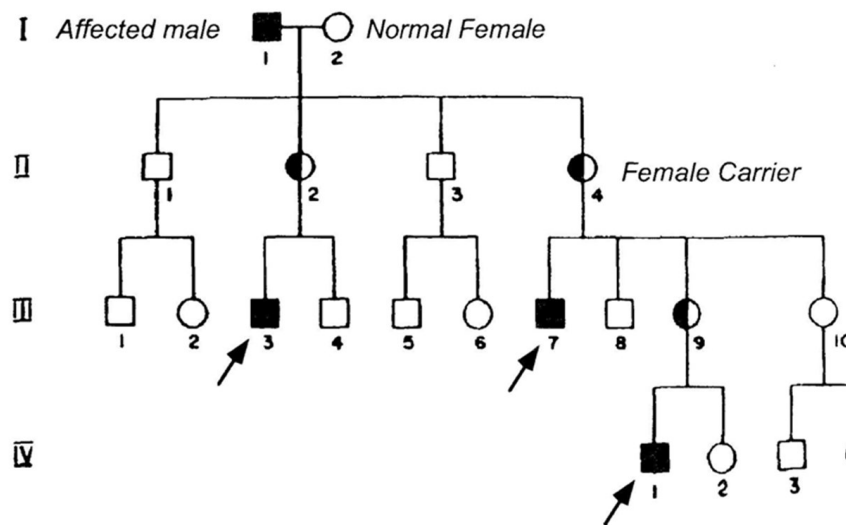 I Affected male Normal Female
1 2
II Female Carrier
1 2 3 4
III
1 2 3 4 5 6 7 8 9 10
IV
1 2 3